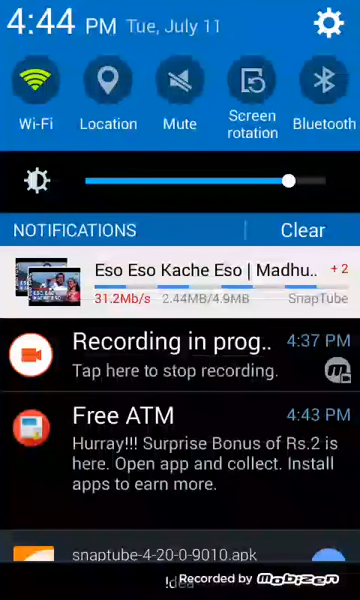 4:44 PM Tue, July 11
Wi-Fi
Location
Mute
Screen rotation
Bluetooth
NOTIFICATIONS
Clear
Eso Eso Kache Eso | Madhu.. + 2
31.2Mb/s 2.44MB/4.9MB SnapTube
Recording in prog.. 4:37 PM
Tap here to stop recording.
Free ATM 4:43 PM
Hurray!!! Surprise Bonus of Rs.2 is
here. Open app and collect. Install
apps to earn more.
snaptube-4-20-0-9010.apk
!dea
Recorded by Mobizen